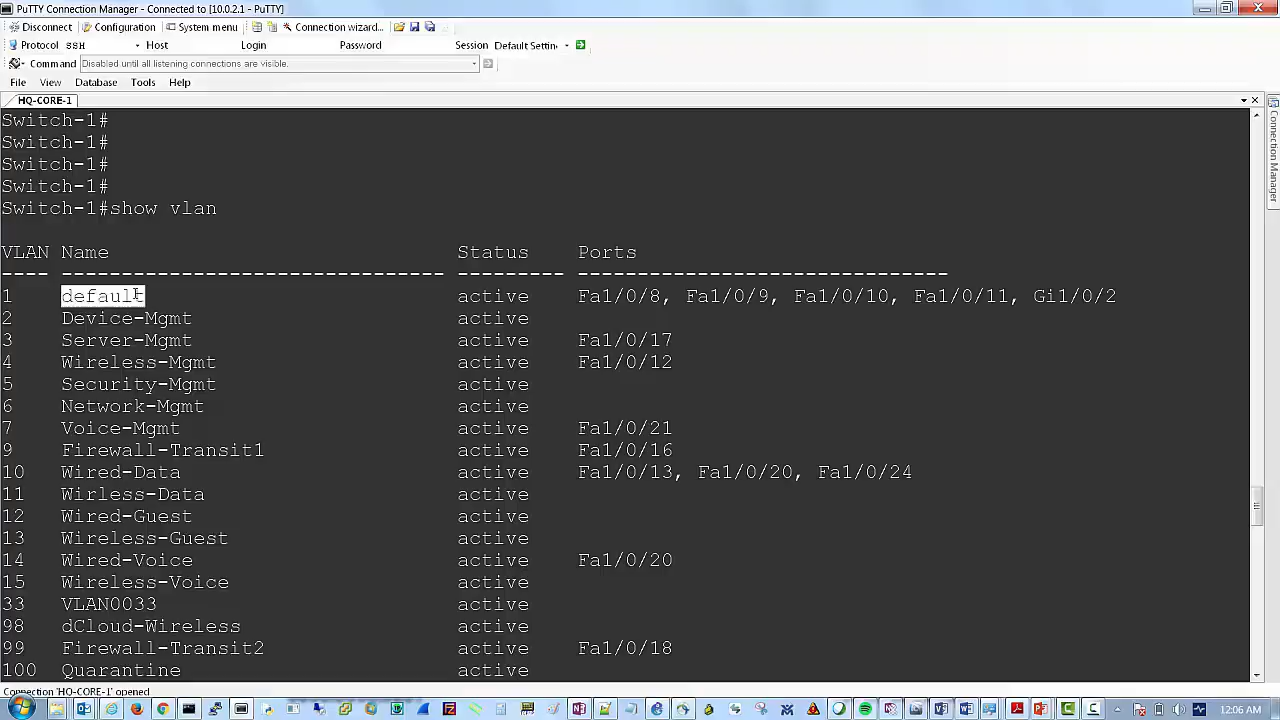 PuTTY Connection Manager - Connected to [10.0.2.1 - PuTTY]
Disconnect Configuration System menu Connection wizard...
Protocol SSH Host Login Password Session Default Settin
Command Disabled until all listening connections are visible.
File View Database Tools Help
HQ-CORE-1
Connection Manager
Switch-1#
Switch-1#
Switch-1#
Switch-1#
Switch-1#show vlan
VLAN Name Status Ports
---- -------------------------------- --------- -------------------------------
1 default active Fa1/0/8, Fa1/0/9, Fa1/0/10, Fa1/0/11, Gi1/0/2
2 Device-Mgmt active
3 Server-Mgmt active Fa1/0/17
4 Wireless-Mgmt active Fa1/0/12
5 Security-Mgmt active
6 Network-Mgmt active
7 Voice-Mgmt active Fa1/0/21
9 Firewall-Transit1 active Fa1/0/16
10 Wired-Data active Fa1/0/13, Fa1/0/20, Fa1/0/24
11 Wirless-Data active
12 Wired-Guest active
13 Wireless-Guest active
14 Wired-Voice active Fa1/0/20
15 Wireless-Voice active
33 VLAN0033 active
98 dCloud-Wireless active
99 Firewall-Transit2 active Fa1/0/18
100 Quarantine active
Connection 'HQ-CORE-1' opened
12:06 AM